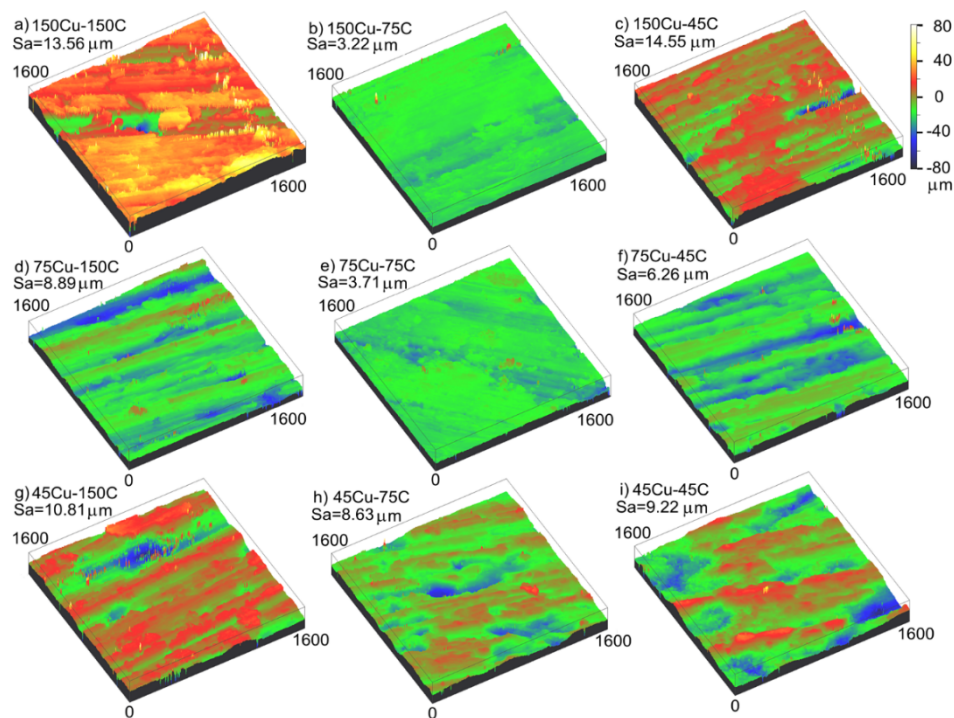 a) 150Cu-150C
Sa=13.56 μm
1600
1600
0
b) 150Cu-75C
Sa=3.22 μm
1600
1600
0
c) 150Cu-45C
Sa=14.55 μm
1600
1600
0
80
40
0
-40
-80
μm
d) 75Cu-150C
Sa=8.89 μm
1600
1600
0
e) 75Cu-75C
Sa=3.71 μm
1600
1600
0
f) 75Cu-45C
Sa=6.26 μm
1600
1600
0
g) 45Cu-150C
Sa=10.81 μm
1600
1600
0
h) 45Cu-75C
Sa=8.63 μm
1600
1600
0
i) 45Cu-45C
Sa=9.22 μm
1600
1600
0